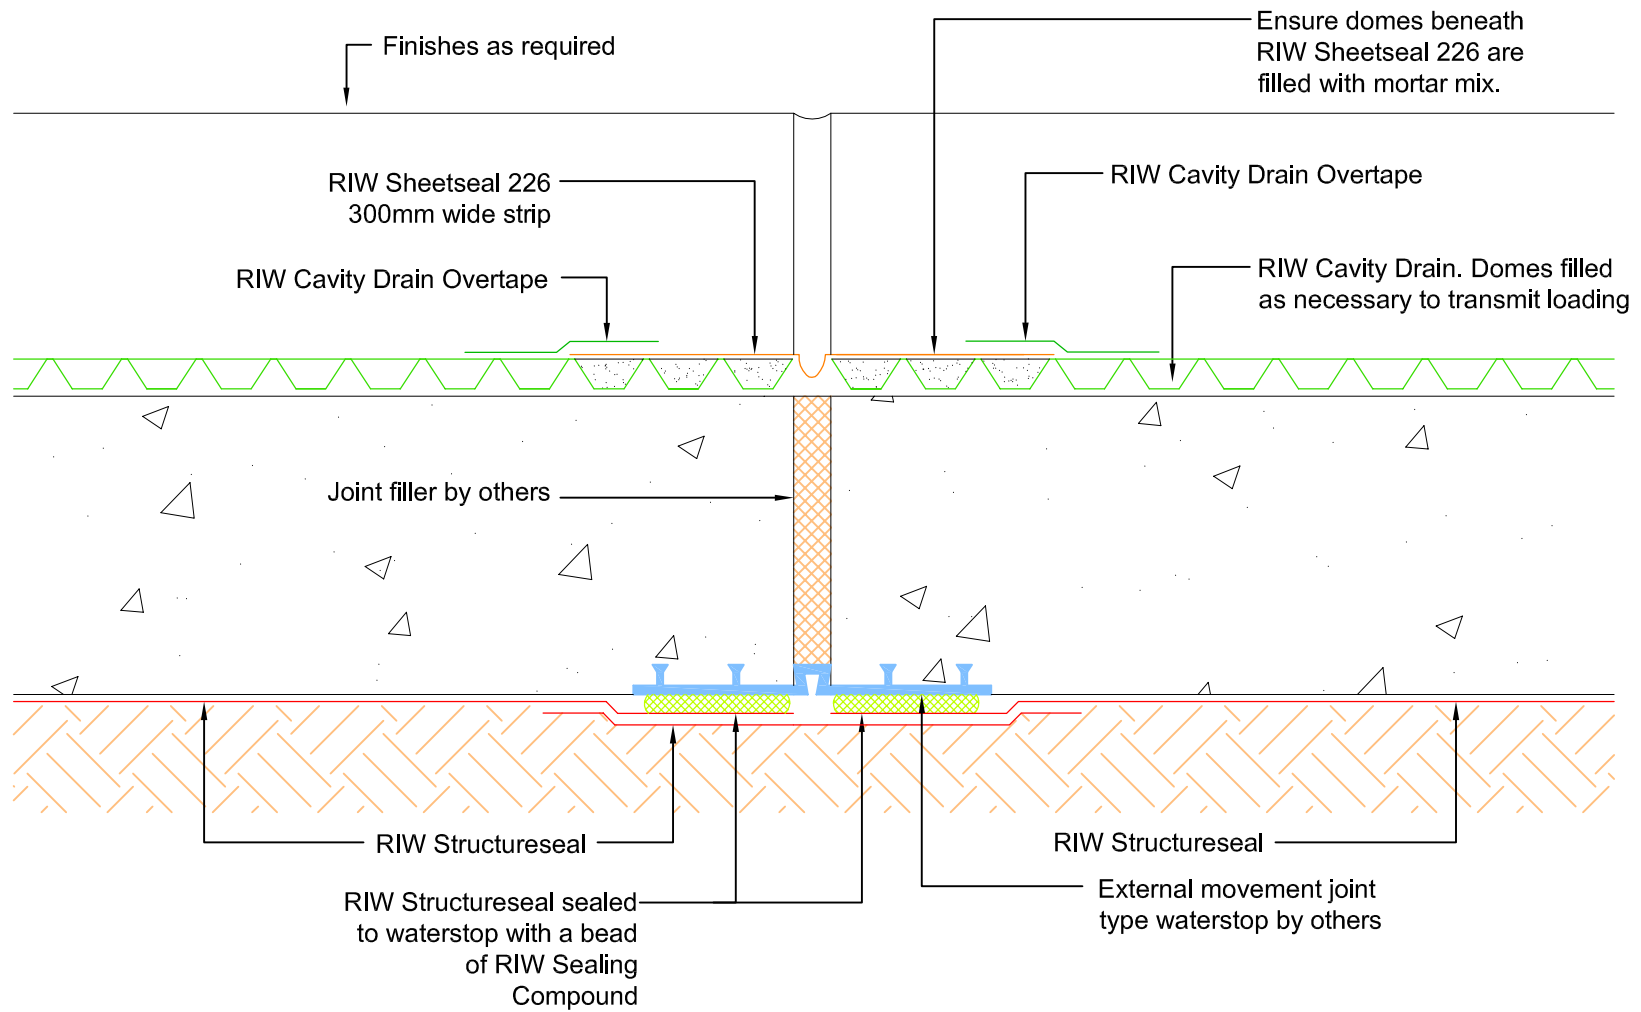 Finishes as required
Ensure domes beneath
RIW Sheetseal 226 are
filled with mortar mix.
RIW Sheetseal 226
300mm wide strip
RIW Cavity Drain Overtape
RIW Cavity Drain Overtape
RIW Cavity Drain. Domes filled
as necessary to transmit loading
Joint filler by others
RIW Structureseal
RIW Structureseal
RIW Structureseal sealed
to waterstop with a bead
of RIW Sealing
Compound
External movement joint
type waterstop by others